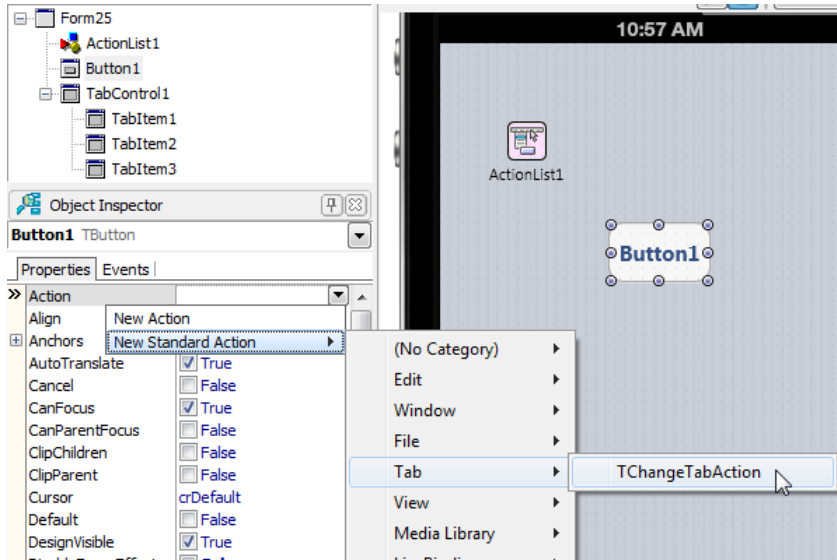 Form25
ActionList1
Button1
TabControl1
TabItem1
TabItem2
TabItem3
Object Inspector
Button1 TButton
Properties Events
Action
Align
Anchors
AutoTranslate True
Cancel False
CanFocus True
CanParentFocus False
ClipChildren False
ClipParent False
Cursor crDefault
Default False
DesignVisible True
New Action
New Standard Action
(No Category)
Edit
Window
File
Tab
View
Media Library
TChangeTabAction
10:57 AM
ActionList1
Button1